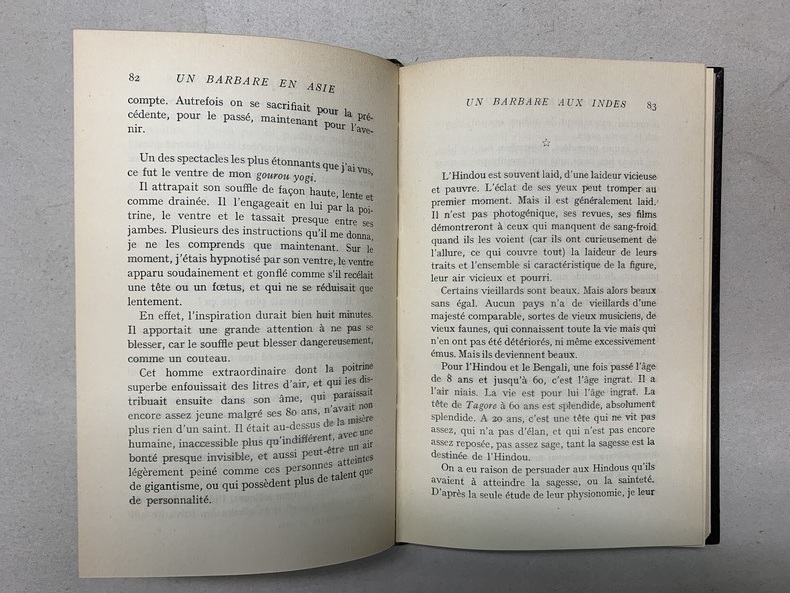 82 UN BARBARE EN ASIE
compte. Autrefois on se sacrifiait pour la pré-
cédente, pour le passé, maintenant pour l'ave-
nir.
Un des spectacles les plus étonnants que j'ai vus,
ce fut le ventre de mon gourou yogi.
Il attrapait son souffle de façon haute, lente et
comme drainée. Il l'engageait en lui par la poi-
trine, le ventre et le tassait presque entre ses
jambes. Plusieurs des instructions qu'il me donna,
je ne les comprends que maintenant. Sur le
moment, j'étais hypnotisé par son ventre, le ventre
apparu soudainement et gonflé comme s'il recélait
une tête ou un fœtus, et qui ne se réduisait que
lentement.
En effet, l'inspiration durait bien huit minutes.
Il apportait une grande attention à ne pas se
blesser, car le souffle peut blesser dangereusement,
comme un couteau.
Cet homme extraordinaire dont la poitrine
superbe enfouissait des litres d'air, et qui les dis-
tribuait ensuite dans son âme, qui paraissait
encore assez jeune malgré ses 80 ans, n'avait non
plus rien d'un saint. Il était au-dessus de la misère
humaine, inaccessible plus qu'indifférent, avec une
bonté presque invisible, et aussi peut-être un air
légèrement peiné comme ces personnes atteintes
de gigantisme, ou qui possèdent plus de talent que
de personnalité.
UN BARBARE AUX INDES 83
☆
L'Hindou est souvent laid, d'une laideur vicieuse
et pauvre. L'éclat de ses yeux peut tromper au
premier moment. Mais il est généralement laid.
Il n'est pas photogénique, ses revues, ses films
démontreront à ceux qui manquent de sang-froid
quand ils les voient (car ils ont curieusement de
l'allure, ce qui couvre tout) la laideur de leurs
traits et l'ensemble si caractéristique de la figure,
leur air vicieux et pourri.
Certains vieillards sont beaux. Mais alors beaux
sans égal. Aucun pays n'a de vieillards d'une
majesté comparable, sortes de vieux musiciens, de
vieux faunes, qui connaissent toute la vie mais qui
n'en ont pas été détériorés, ni même excessivement
émus. Mais ils deviennent beaux.
Pour l'Hindou et le Bengali, une fois passé l'âge
de 8 ans et jusqu'à 60, c'est l'âge ingrat. Il a
l'air niais. La vie est pour lui l'âge ingrat. La
tête de Tagore à 60 ans est splendide, absolument
splendide. A 20 ans, c'est une tête qui ne vit pas
assez, qui n'a pas d'élan, et qui n'est pas encore
assez reposée, pas assez sage, tant la sagesse est la
destinée de l'Hindou.
On a eu raison de persuader aux Hindous qu'ils
avaient à atteindre la sagesse, ou la sainteté.
D'après la seule étude de leur physionomie, je leur